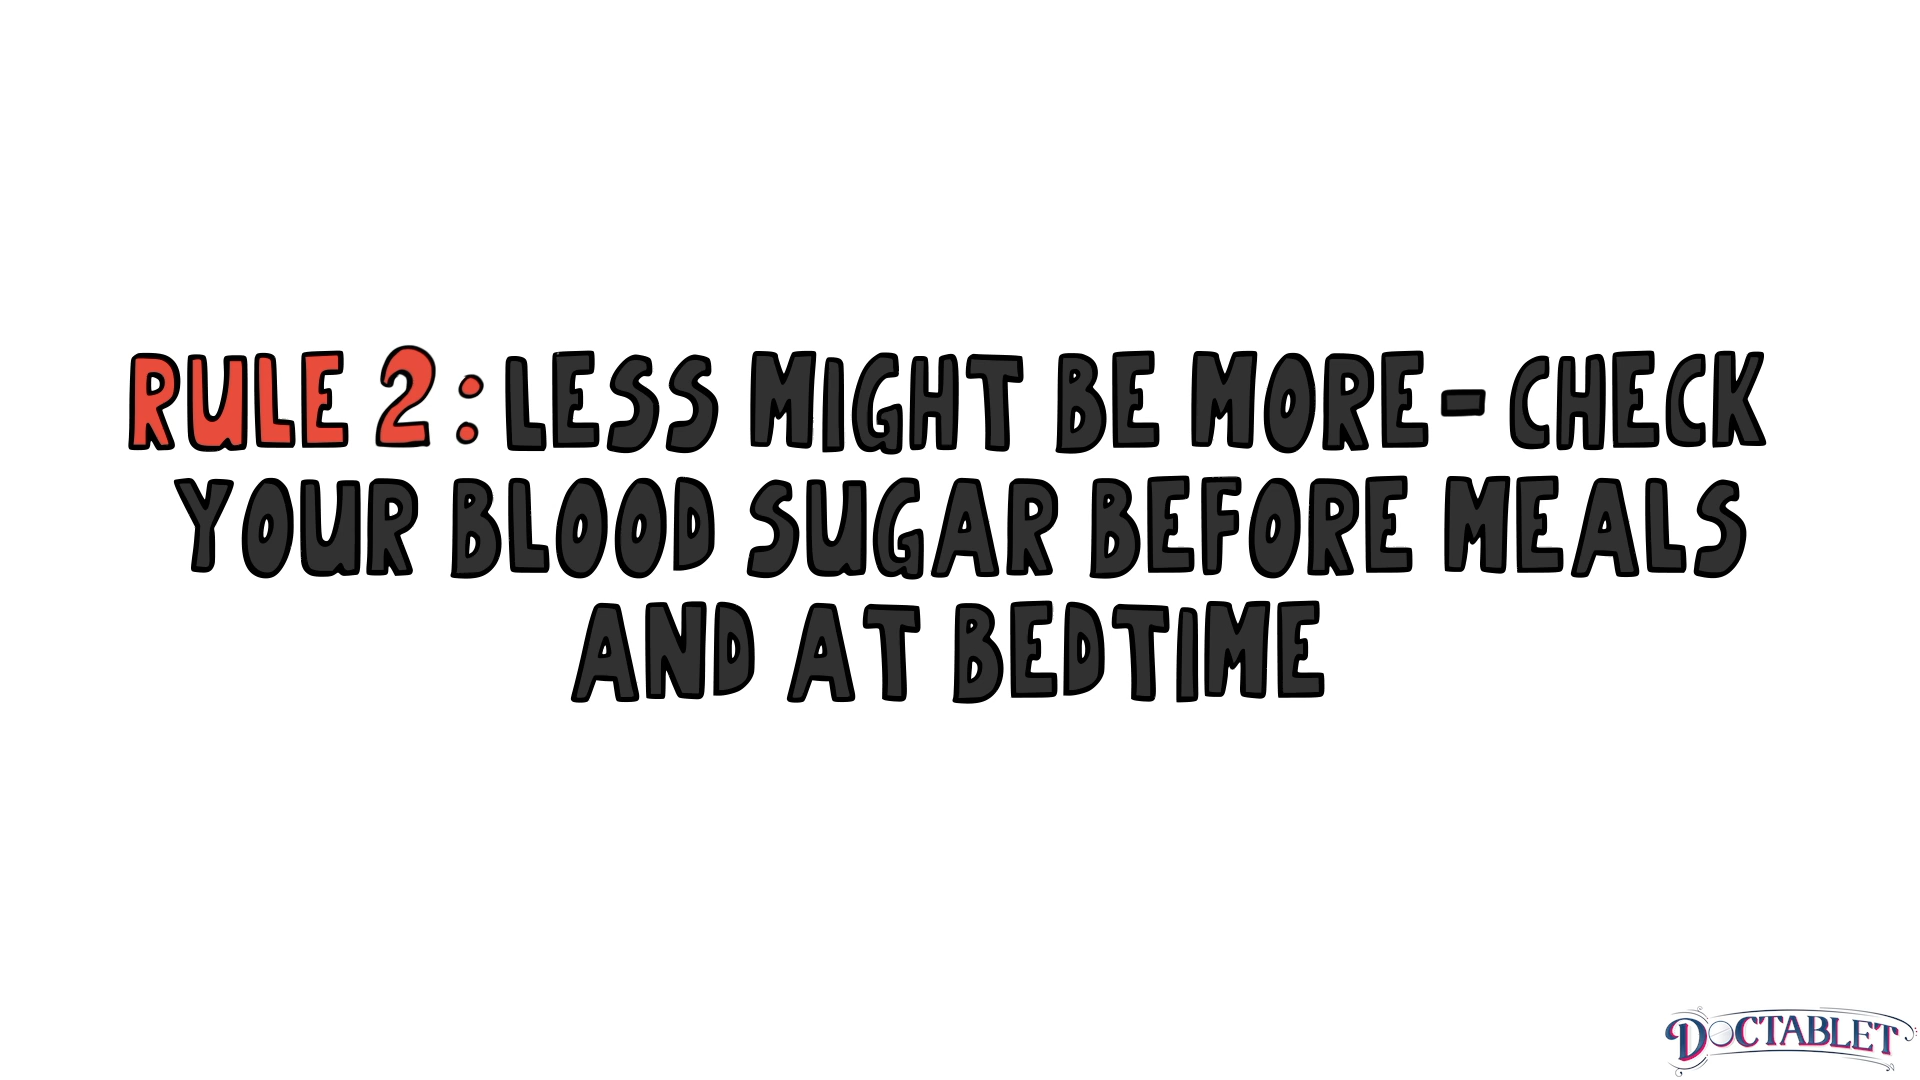 RULE 2: LESS MIGHT BE MORE- CHECK
YOUR BLOOD SUGAR BEFORE MEALS
AND AT BEDTIME
DOCTABLET